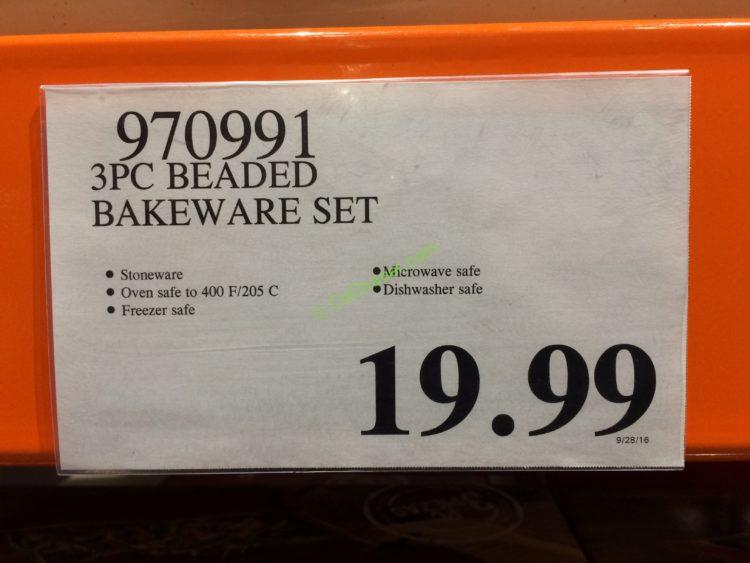 970991
3PC BEADED
BAKEWARE SET
• Stoneware
• Oven safe to 400 F/205 C
• Freezer safe
• Microwave safe
• Dishwasher safe
19.99
9/28/16